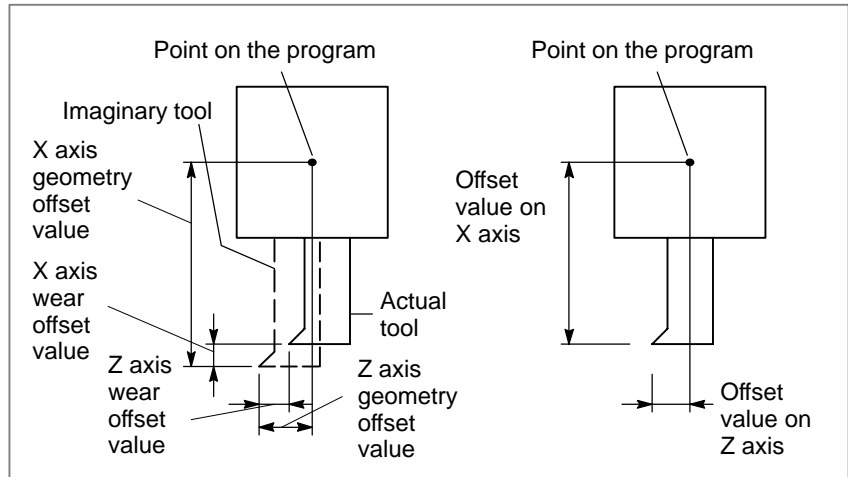 Point on the program
Imaginary tool
X axis
geometry
offset
value
X axis
wear
offset
value
Z axis
wear
offset
value
Z axis
geometry
offset
value
Actual
tool
Point on the program
Offset
value on
X axis
Offset
value on
Z axis